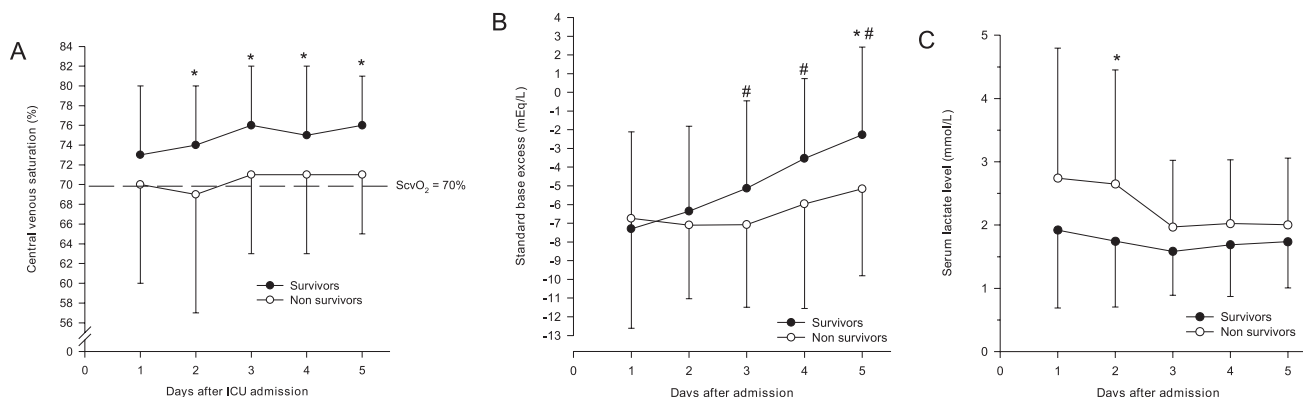 A
Central venous saturation (%)
84
82
80
78
76
74
72
70
68
66
64
62
60
58
56
0
* * * *
ScvO2 = 70%
Survivors
Non survivors
0 1 2 3 4 5
Days after ICU admission
B
Standard base excess (mEq/L)
4
3
2
1
0
-1
-2
-3
-4
-5
-6
-7
-8
-9
-10
-11
-12
-13
# # * #
Survivors
Non survivors
0 1 2 3 4 5
Days after admission
C
Serum lactate level (mmol/L)
5
4
3
2
1
0
*
Survivors
Non survivors
0 1 2 3 4 5
Days after admission